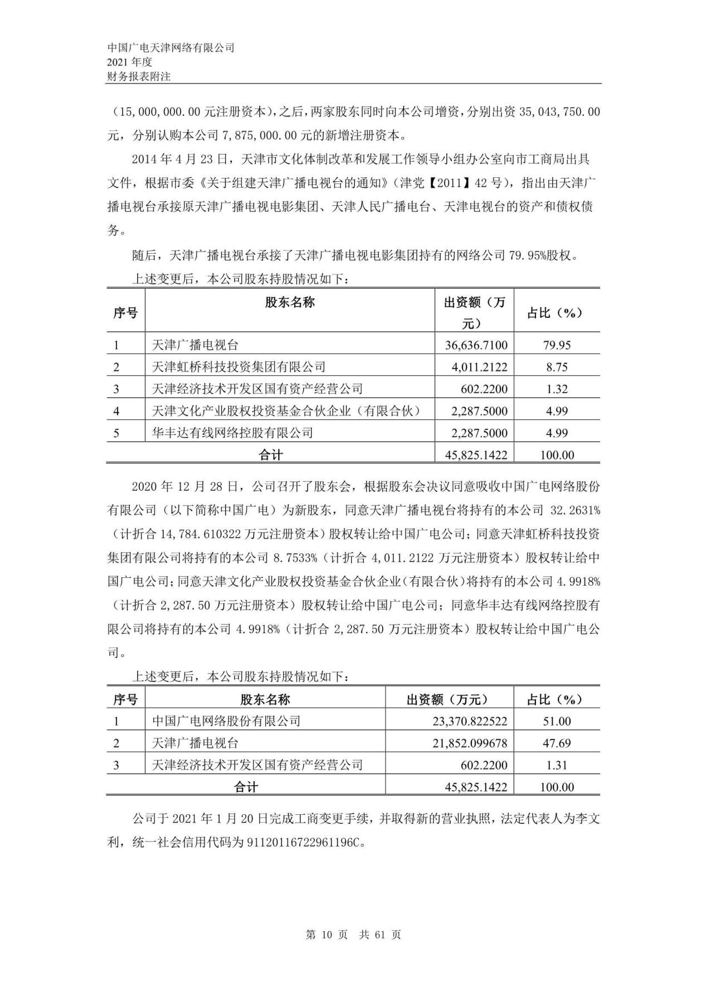 中国广电天津网络有限公司
2021 年度
财务报表附注
（15,000,000.00 元注册资本），之后，两家股东同时向本公司增资，分别出资 35,043,750.00
元，分别认购本公司 7,875,000.00 元的新增注册资本。
2014 年 4 月 23 日，天津市文化体制改革和发展工作领导小组办公室向市工商局出具
文件，根据市委《关于组建天津广播电视台的通知》（津党【2011】42 号），指出由天津广
播电视台承接原天津广播电视电影集团、天津人民广播电台、天津电视台的资产和债权债
务。
随后，天津广播电视台承接了天津广播电视电影集团持有的网络公司 79.95%股权。
上述变更后，本公司股东持股情况如下：
序号 股东名称 出资额（万元） 占比（%）
1 天津广播电视台 36,636.7100 79.95
2 天津虹桥科技投资集团有限公司 4,011.2122 8.75
3 天津经济技术开发区国有资产经营公司 602.2200 1.32
4 天津文化产业股权投资基金合伙企业（有限合伙） 2,287.5000 4.99
5 华丰达有线网络控股有限公司 2,287.5000 4.99
合计 45,825.1422 100.00
2020 年 12 月 28 日，公司召开了股东会，根据股东会决议同意吸收中国广电网络股份
有限公司（以下简称中国广电）为新股东，同意天津广播电视台将持有的本公司 32.2631%
（计折合 14,784.610322 万元注册资本）股权转让给中国广电公司；同意天津虹桥科技投资
集团有限公司将持有的本公司 8.7533%（计折合 4,011.2122 万元注册资本）股权转让给中
国广电公司；同意天津文化产业股权投资基金合伙企业（有限合伙）将持有的本公司 4.9918%
（计折合 2,287.50 万元注册资本）股权转让给中国广电公司；同意华丰达有线网络控股有
限公司将持有的本公司 4.9918%（计折合 2,287.50 万元注册资本）股权转让给中国广电公
司。
上述变更后，本公司股东持股情况如下：
序号 股东名称 出资额（万元） 占比（%）
1 中国广电网络股份有限公司 23,370.822522 51.00
2 天津广播电视台 21,852.099678 47.69
3 天津经济技术开发区国有资产经营公司 602.2200 1.31
合计 45,825.1422 100.00
公司于 2021 年 1 月 20 日完成工商变更手续，并取得新的营业执照，法定代表人为李文
利，统一社会信用代码为 91120116722961196C。
第 10 页 共 61 页